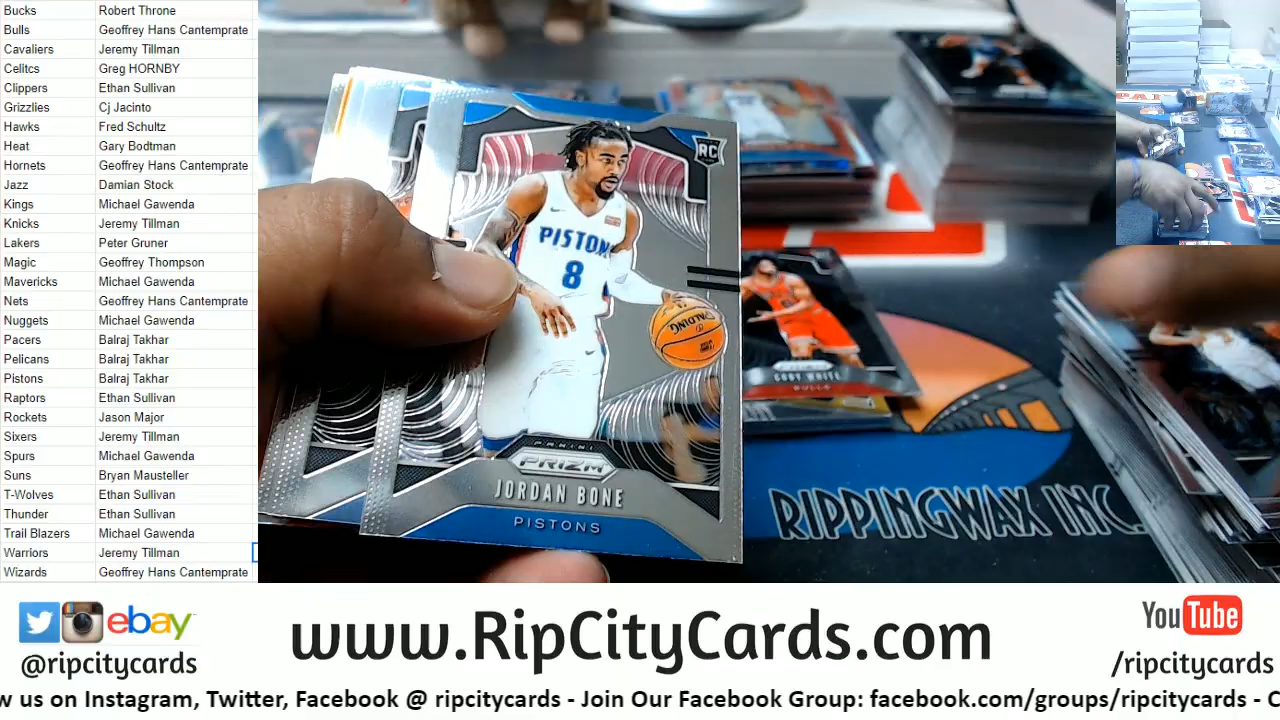 Bucks Robert Throne
Bulls Geoffrey Hans Cantemprate
Cavaliers Jeremy Tillman
Celitcs Greg HORNBY
Clippers Ethan Sullivan
Grizzlies Cj Jacinto
Hawks Fred Schultz
Heat Gary Bodtman
Hornets Geoffrey Hans Cantemprate
Jazz Damian Stock
Kings Michael Gawenda
Knicks Jeremy Tillman
Lakers Peter Gruner
Magic Geoffrey Thompson
Mavericks Michael Gawenda
Nets Geoffrey Hans Cantemprate
Nuggets Michael Gawenda
Pacers Balraj Takhar
Pelicans Balraj Takhar
Pistons Balraj Takhar
Raptors Ethan Sullivan
Rockets Jason Major
Sixers Jeremy Tillman
Spurs Michael Gawenda
Suns Bryan Mausteller
T-Wolves Ethan Sullivan
Thunder Ethan Sullivan
Trail Blazers Michael Gawenda
Warriors Jeremy Tillman
Wizards Geoffrey Hans Cantemprate
RC
PISTON
8
SPALDING
PANINI
PRIZM
JORDAN BONE
PISTONS
PRIZM
COBY WHITE
BULLS
RIPPINGWAX INC.
ebay
@ripcitycards
www.RipCityCards.com
YouTube
/ripcitycards
w us on Instagram, Twitter, Facebook @ ripcitycards - Join Our Facebook Group: facebook.com/groups/ripcitycards - C